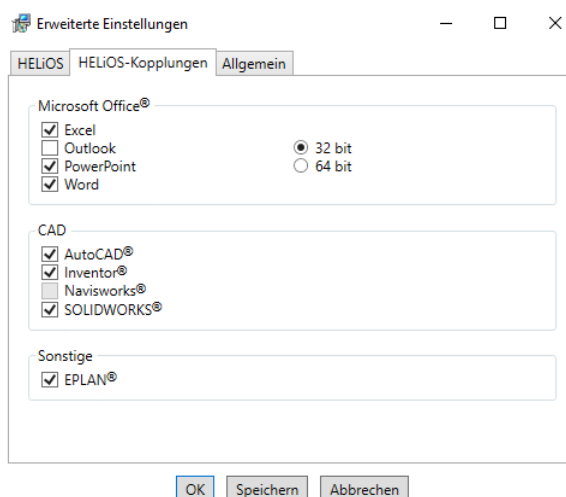 Erweiterte Einstellungen
HELiOS HELiOS-Kopplungen Allgemein
Microsoft Office®
Excel
Outlook 32 bit
PowerPoint 64 bit
Word
CAD
AutoCAD®
Inventor®
Navisworks®
SOLIDWORKS®
Sonstige
EPLAN®
OK Speichern Abbrechen